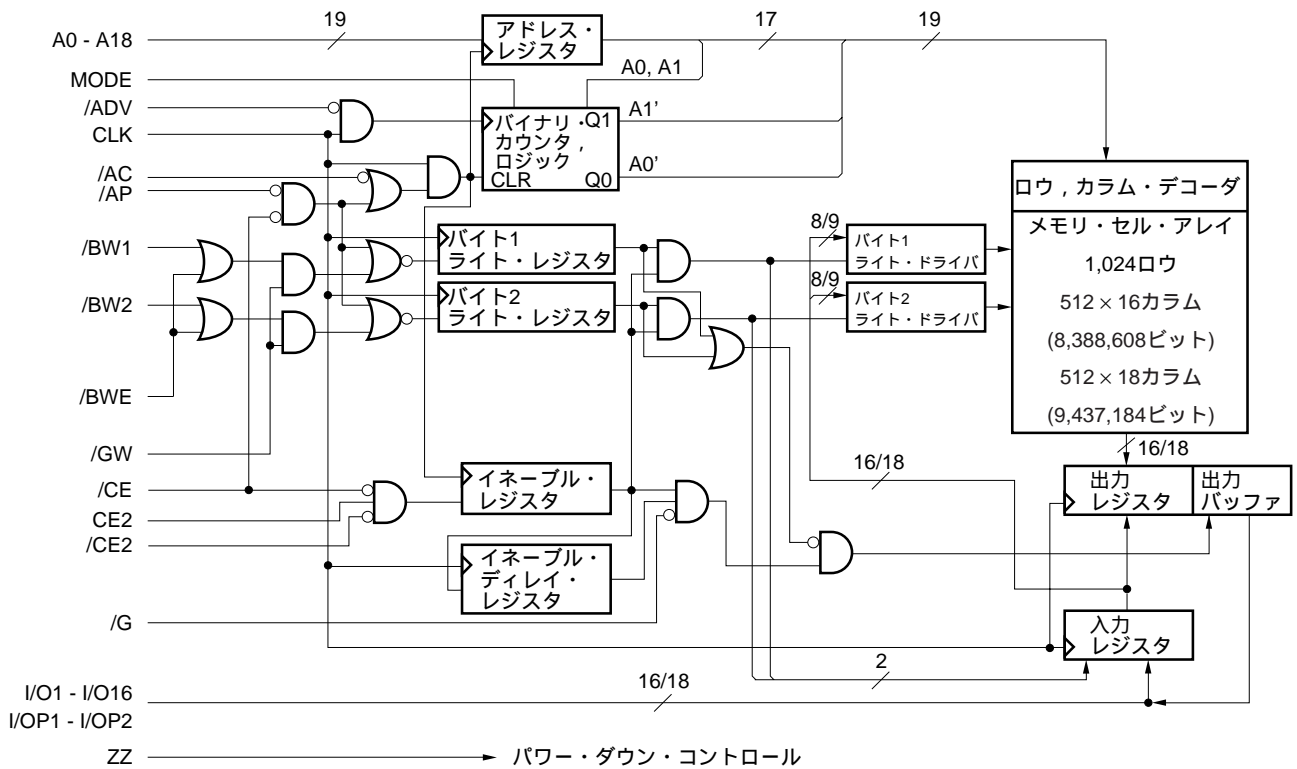 19
17
19
A0 - A18
アドレス・
レジスタ
MODE
A0, A1
/ADV
CLK
バイナリ・
カウンタ,
ロジック
CLR
Q1
Q0
A1’
A0’
/AC
/AP
ロウ , カラム・デコーダ
メモリ・セル・アレイ
1,024ロウ
512 × 16カラム
(8,388,608ビット)
512 × 18カラム
(9,437,184ビット)
/BW1
バイト1
ライト・レジスタ
8/9
バイト1
ライト・ドライバ
/BW2
バイト2
ライト・レジスタ
8/9
バイト2
ライト・ドライバ
/BWE
/GW
16/18
16/18
/CE
CE2
/CE2
イネーブル・
レジスタ
出力
レジスタ
出力
バッファ
イネーブル・
ディレイ・
レジスタ
/G
入力
レジスタ
2
I/O1 - I/O16
I/OP1 - I/OP2
16/18
ZZ
パワー・ダウン・コントロール